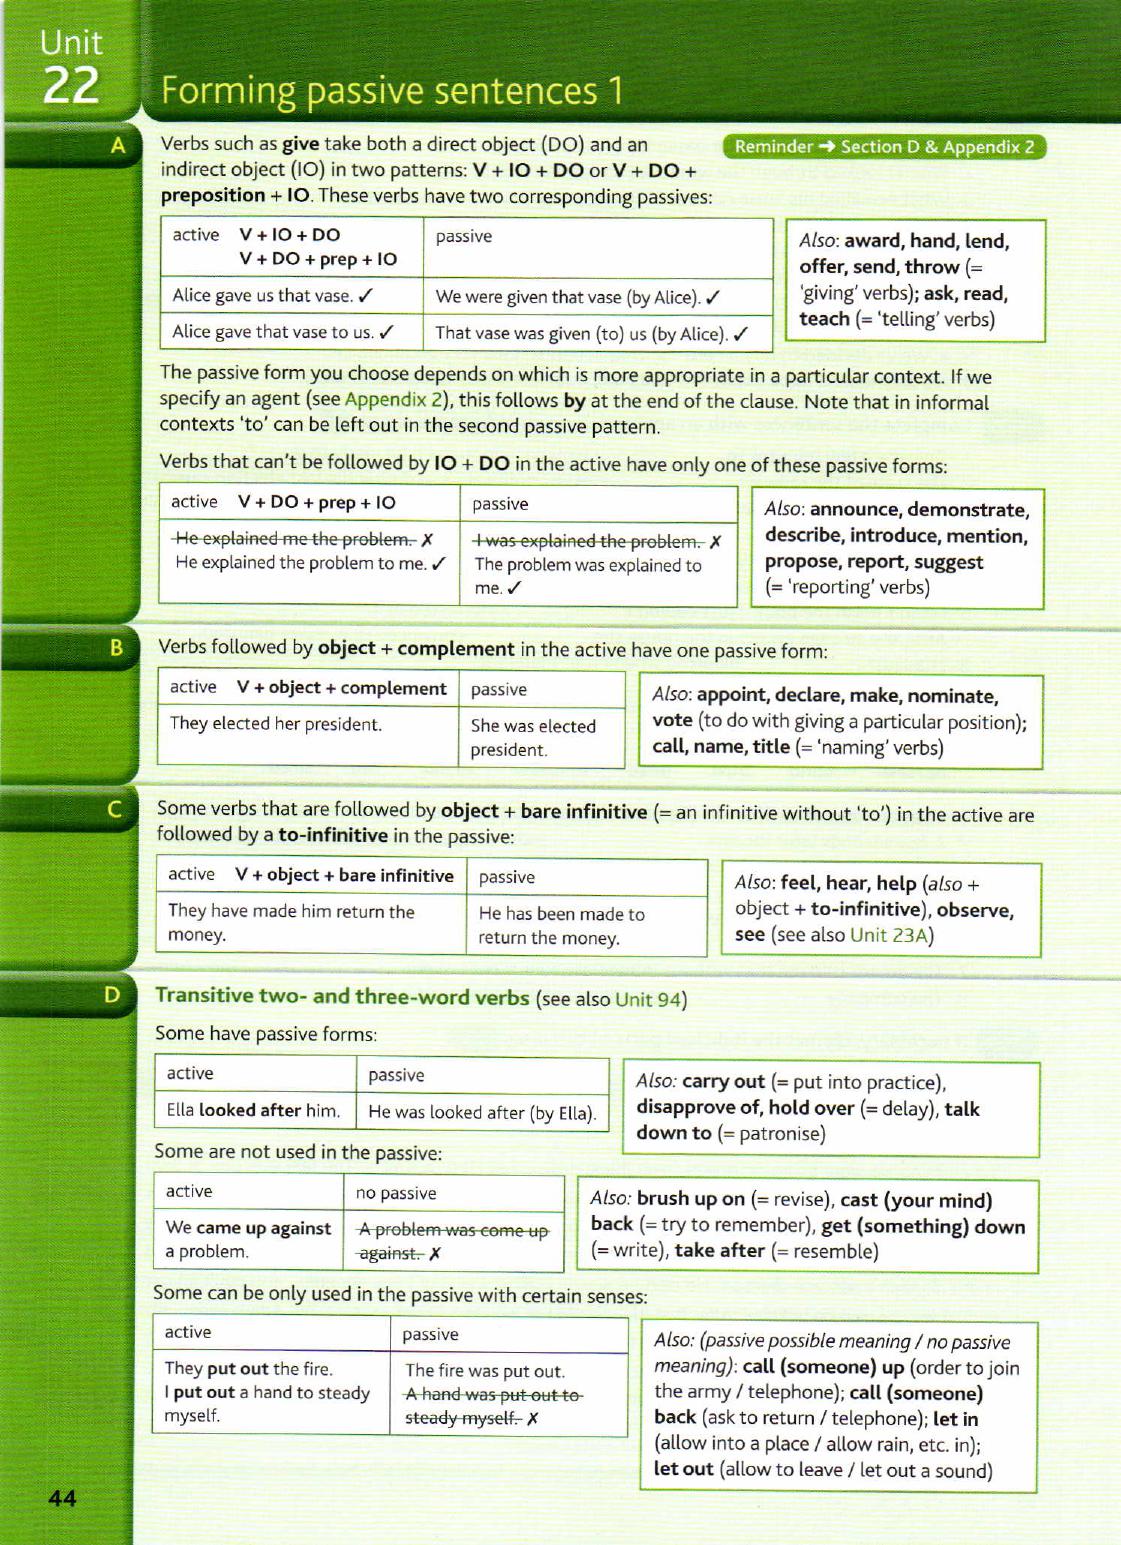 Unit
22
Forming passive sentences 1
A
Verbs such as give take both a direct object (DO) and an
indirect object (IO) in two patterns: V + IO + DO or V + DO +
preposition + IO. These verbs have two corresponding passives:
Reminder → Section D & Appendix 2
active V + IO + DO
V + DO + prep + IO
passive
Alice gave us that vase. ✓
We were given that vase (by Alice). ✓
Alice gave that vase to us. ✓
That vase was given (to) us (by Alice). ✓
Also: award, hand, lend,
offer, send, throw (=
'giving' verbs); ask, read,
teach (= 'telling' verbs)
The passive form you choose depends on which is more appropriate in a particular context. If we
specify an agent (see Appendix 2), this follows by at the end of the clause. Note that in informal
contexts 'to' can be left out in the second passive pattern.
Verbs that can't be followed by IO + DO in the active have only one of these passive forms:
active V + DO + prep + IO
passive
He explained me the problem. ✗
He explained the problem to me. ✓
I was explained the problem. ✗
The problem was explained to
me. ✓
Also: announce, demonstrate,
describe, introduce, mention,
propose, report, suggest
(= 'reporting' verbs)
B
Verbs followed by object + complement in the active have one passive form:
active V + object + complement
passive
They elected her president.
She was elected
president.
Also: appoint, declare, make, nominate,
vote (to do with giving a particular position);
call, name, title (= 'naming' verbs)
C
Some verbs that are followed by object + bare infinitive (= an infinitive without 'to') in the active are
followed by a to-infinitive in the passive:
active V + object + bare infinitive
passive
They have made him return the
money.
He has been made to
return the money.
Also: feel, hear, help (also +
object + to-infinitive), observe,
see (see also Unit 23A)
D
Transitive two- and three-word verbs (see also Unit 94)
Some have passive forms:
active
passive
Ella looked after him.
He was looked after (by Ella).
Also: carry out (= put into practice),
disapprove of, hold over (= delay), talk
down to (= patronise)
Some are not used in the passive:
active
no passive
We came up against
a problem.
A problem was come up
against. ✗
Also: brush up on (= revise), cast (your mind)
back (= try to remember), get (something) down
(= write), take after (= resemble)
Some can be only used in the passive with certain senses:
active
passive
They put out the fire.
I put out a hand to steady
myself.
The fire was put out.
A hand was put out to
steady myself. ✗
Also: (passive possible meaning / no passive
meaning): call (someone) up (order to join
the army / telephone); call (someone)
back (ask to return / telephone); let in
(allow into a place / allow rain, etc. in);
let out (allow to leave / let out a sound)
44